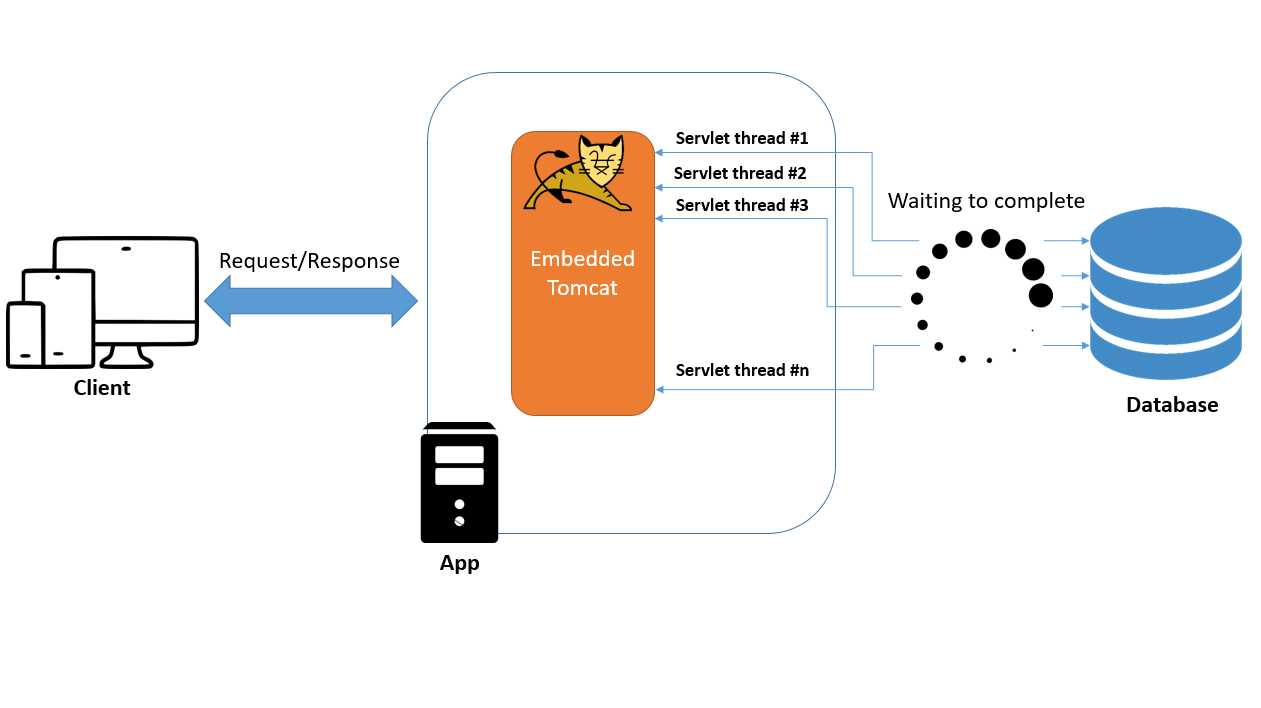 Servlet thread #1
Servlet thread #2
Servlet thread #3
Waiting to complete
Request/Response
Embedded
Tomcat
Servlet thread #n
Client
Database
App